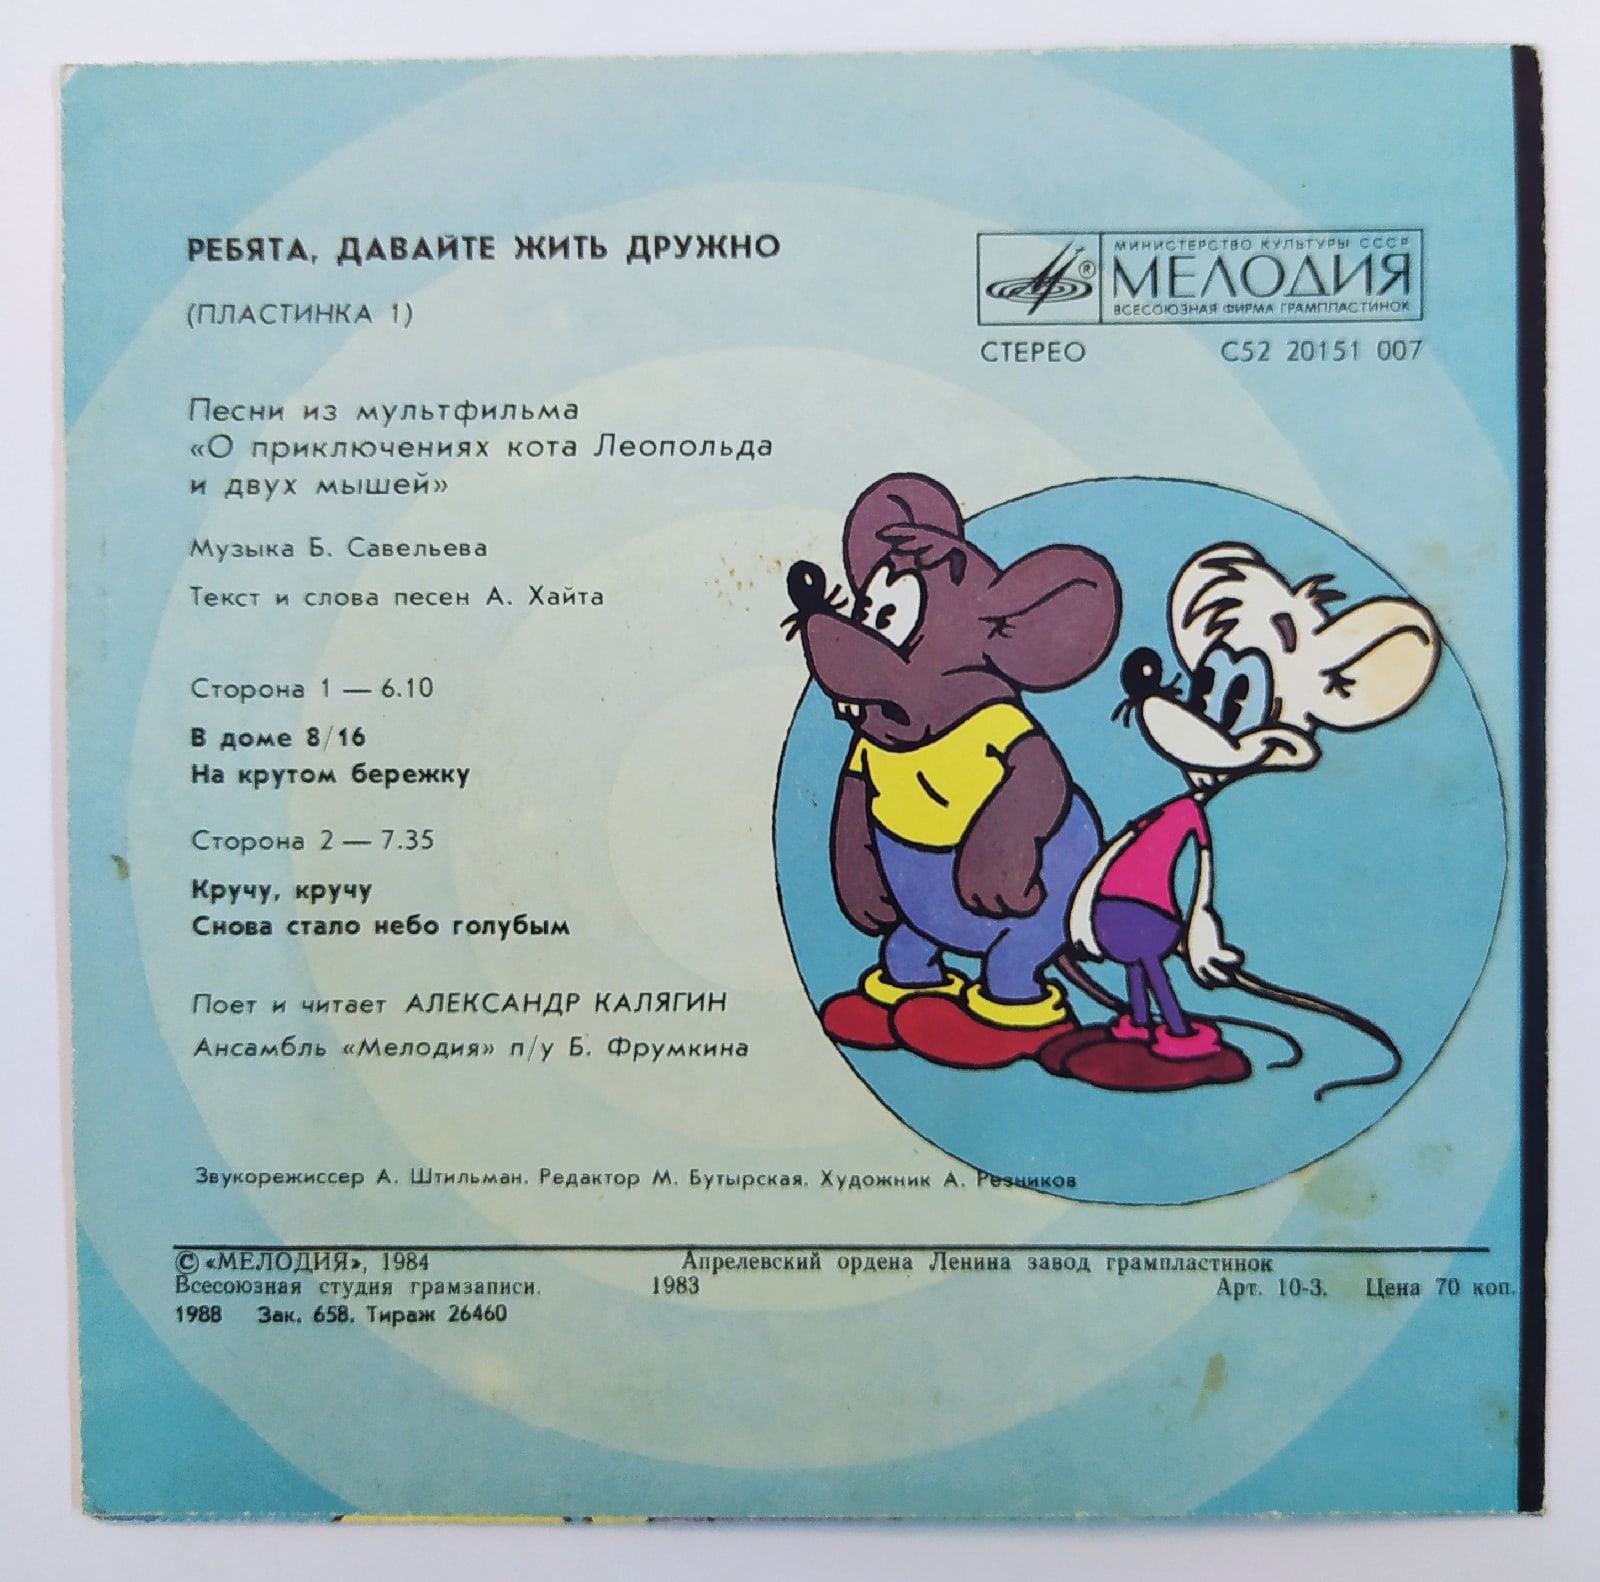 РЕБЯТА, ДАВАЙТЕ ЖИТЬ ДРУЖНО
(ПЛАСТИНКА 1)
МИНИСТЕРСТВО КУЛЬТУРЫ СССР
МЕЛОДИЯ
®
ВСЕСОЮЗНАЯ ФИРМА ГРАМПЛАСТИНОК
СТЕРЕО С52 20151 007
Песни из мультфильма
«О приключениях кота Леопольда
и двух мышей»
Музыка Б. Савельева
Текст и слова песен А. Хайта
Сторона 1 — 6.10
В доме 8/16
На крутом бережку
Сторона 2 — 7.35
Кручу, кручу
Снова стало небо голубым
Поет и читает АЛЕКСАНДР КАЛЯГИН
Ансамбль «Мелодия» п/у Б. Фрумкина
Звукорежиссер А. Штильман. Редактор М. Бутырская. Художник А. Резников
© «МЕЛОДИЯ», 1984 Апрелевский ордена Ленина завод грампластинок
Всесоюзная студия грамзаписи. 1983 Арт. 10-3. Цена 70 коп.
1988 Зак. 658. Тираж 26460